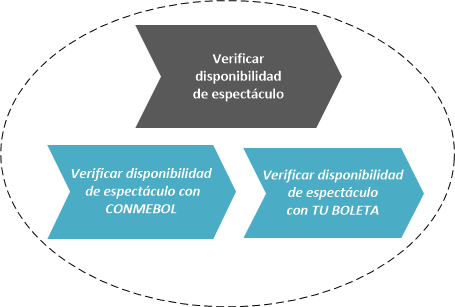 Verificar
disponibilidad
de espectáculo
Verificar disponibilidad
de espectáculo con
CONMEBOL
Verificar disponibilidad
de espectáculo
con TU BOLETA